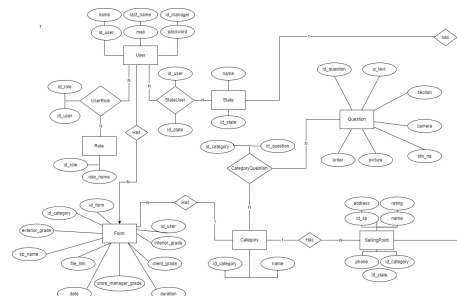 name
last_name
id_manager
id_user
mail
password
1
User
1
has
N
N
id_user
name
id_question
p_text
id_role
UserRole
StateUser
N
State
section
id_user
Has
N
id_state
id_state
Question
camera
Role
id_category
id_question
order
picture
btn_na
id_role
CategoryQuestion
N
role_name
N
id_form
N
Has
address
rating
id_category
N
id_user
id_sp
name
exterior_grade
Form
interior_grade
1
Category
1
Has
N
SellingPoint
sp_name
client_grade
file_link
id_category
name
phone
id_category
store_manager_grade
id_state
date
duration